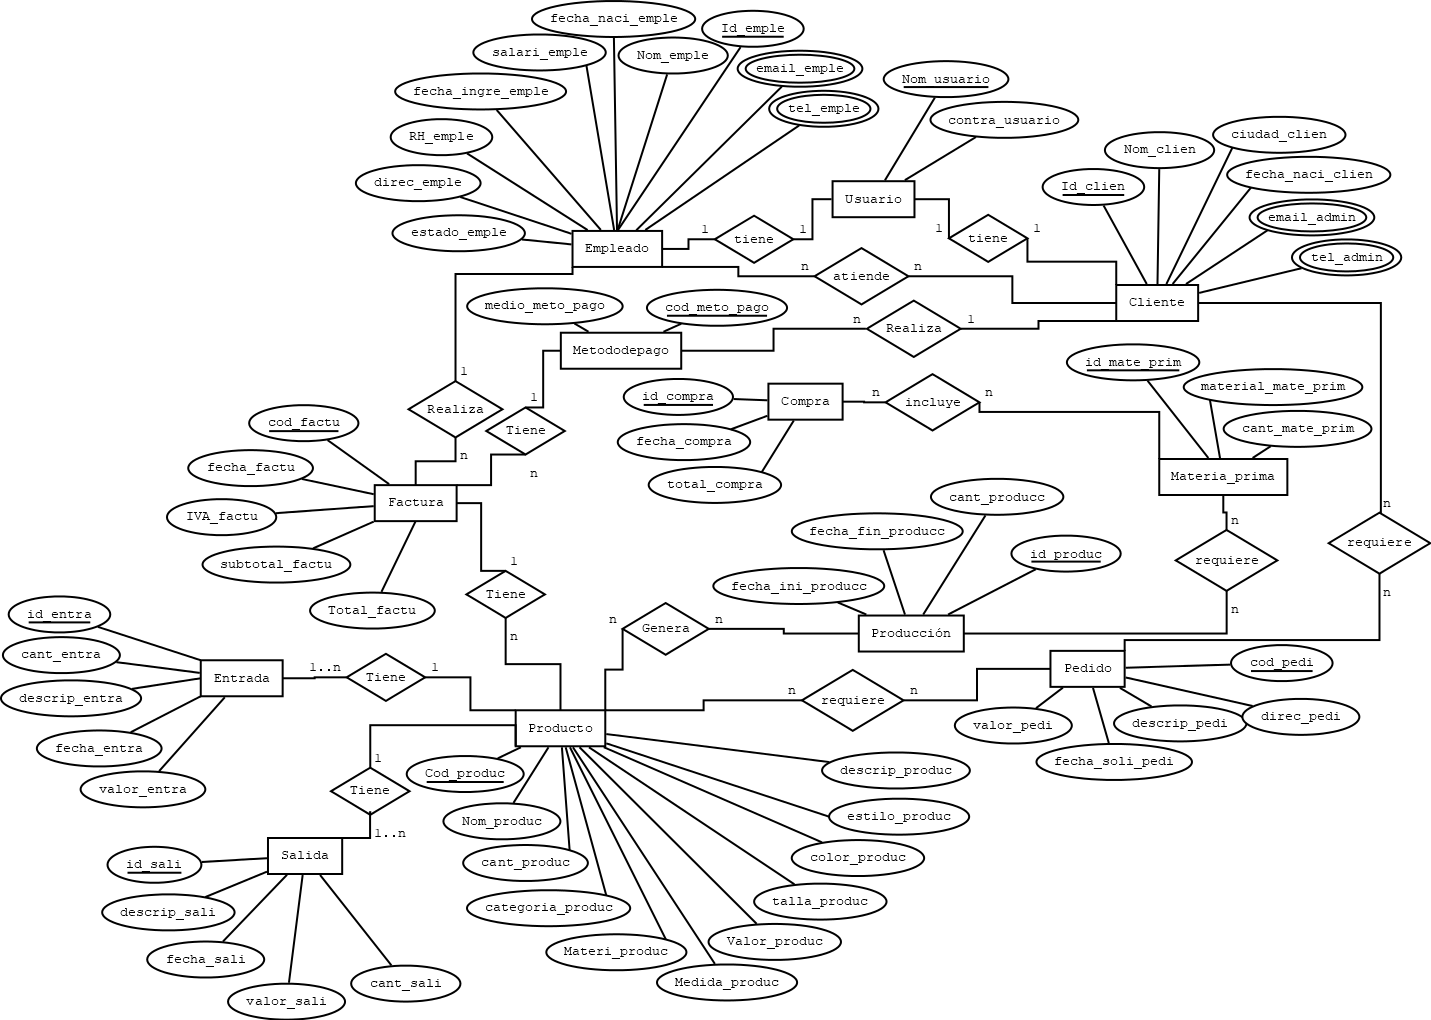 fecha_naci_emple
Id_emple
salari_emple
Nom_emple
email_emple
Nom_usuario
fecha_ingre_emple
tel_emple
contra_usuario
RH_emple
ciudad_clien
Nom_clien
direc_emple
Id_clien
fecha_naci_clien
Usuario
email_admin
estado_emple
Empleado
1
tiene
1
1
tiene
1
tel_admin
n
atiende
n
medio_meto_pago
cod_meto_pago
Cliente
n
Realiza
1
Metododepago
id_mate_prim
1
material_mate_prim
id_compra
Compra
n
incluye
n
1
Realiza
cod_factu
Tiene
fecha_compra
cant_mate_prim
n
fecha_factu
n
total_compra
Materia_prima
Factura
cant_producc
n
IVA_factu
fecha_fin_producc
n
requiere
id_produc
subtotal_factu
1
requiere
fecha_ini_producc
Tiene
n
Total_factu
n
id_entra
n
Genera
n
Producción
n
cant_entra
1..n
Tiene
1
Pedido
cod_pedi
Entrada
descrip_entra
n
requiere
n
direc_pedi
valor_pedi
descrip_pedi
Producto
fecha_entra
1
fecha_soli_pedi
Cod_produc
descrip_produc
valor_entra
Tiene
Nom_produc
estilo_produc
1..n
Salida
id_sali
cant_produc
color_produc
descrip_sali
categoria_produc
talla_produc
Valor_produc
fecha_sali
Materi_produc
cant_sali
Medida_produc
valor_sali